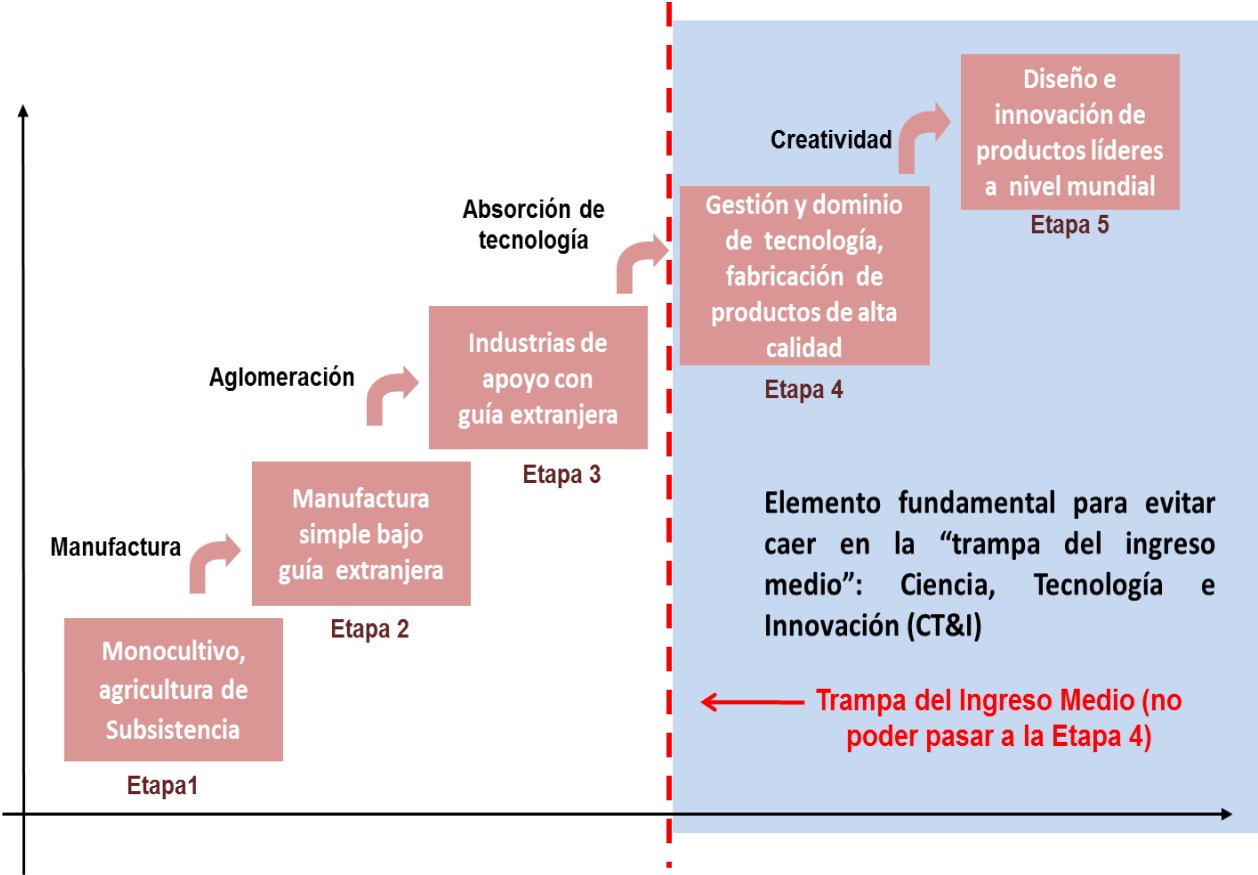 Diseño e
innovación de
productos líderes
a nivel mundial
Etapa 5
Creatividad
Gestión y dominio
de tecnología,
fabricación de
productos de alta
calidad
Etapa 4
Absorción de
tecnología
Industrias de
apoyo con
guía extranjera
Etapa 3
Aglomeración
Manufactura
simple bajo
guía extranjera
Etapa 2
Manufactura
Monocultivo,
agricultura de
Subsistencia
Etapa1
Elemento fundamental para evitar
caer en la “trampa del ingreso
medio”: Ciencia, Tecnología e
Innovación (CT&I)
Trampa del Ingreso Medio (no
poder pasar a la Etapa 4)